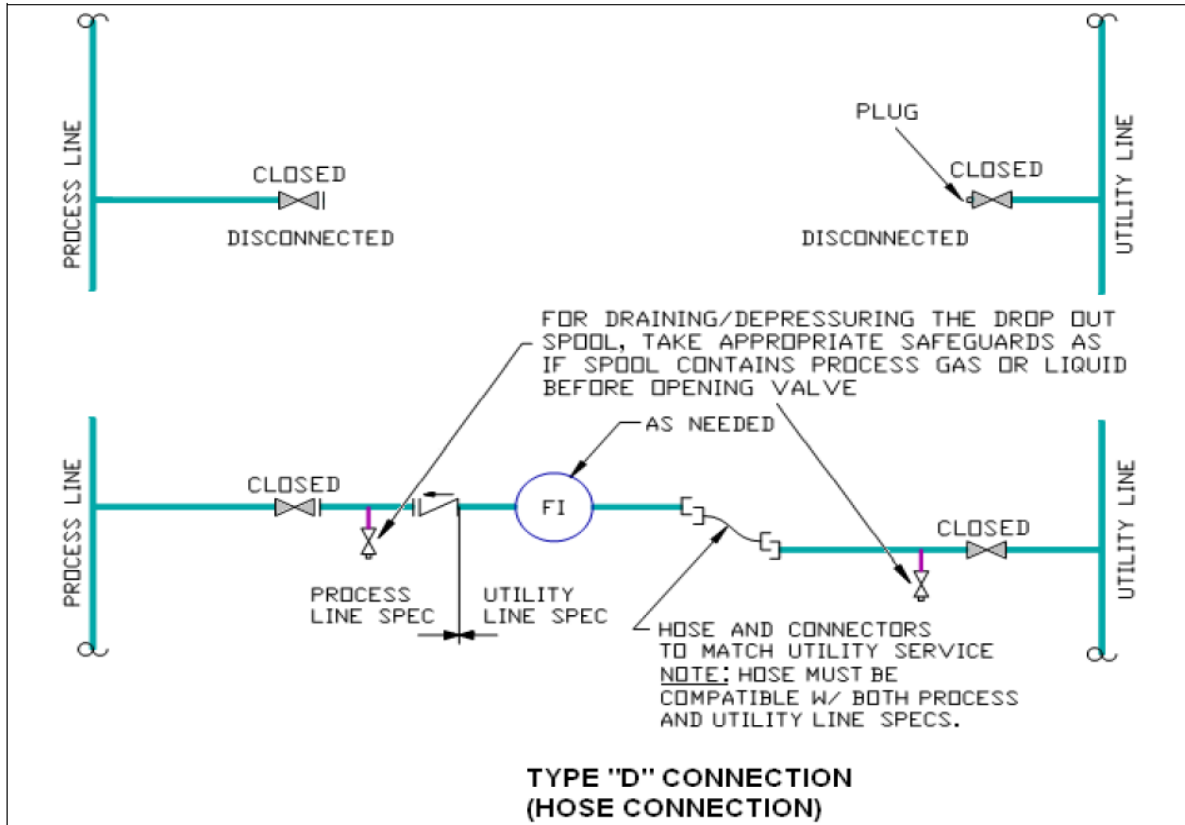 PROCESS LINE
CLOSED
DISCONNECTED
PLUG
CLOSED
DISCONNECTED
UTILITY LINE
FOR DRAINING/DEPRESSURING THE DROP OUT
SPOOL, TAKE APPROPRIATE SAFEGUARDS AS
IF SPOOL CONTAINS PROCESS GAS OR LIQUID
BEFORE OPENING VALVE
AS NEEDED
PROCESS LINE
CLOSED
FI
CLOSED
UTILITY LINE
PROCESS
LINE SPEC
UTILITY
LINE SPEC
HOSE AND CONNECTORS
TO MATCH UTILITY SERVICE
NOTE: HOSE MUST BE
COMPATIBLE W/ BOTH PROCESS
AND UTILITY LINE SPECS.
TYPE "D" CONNECTION
(HOSE CONNECTION)